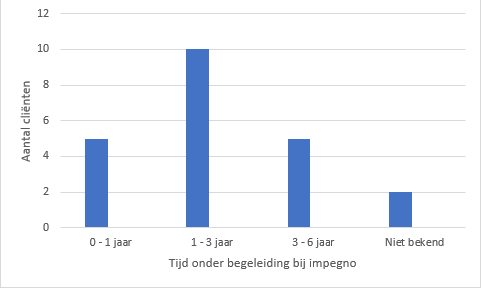 12
10
8
6
4
2
0
Aantal cliënten
0 - 1 jaar
1 - 3 jaar
3 - 6 jaar
Niet bekend
Tijd onder begeleiding bij impegno